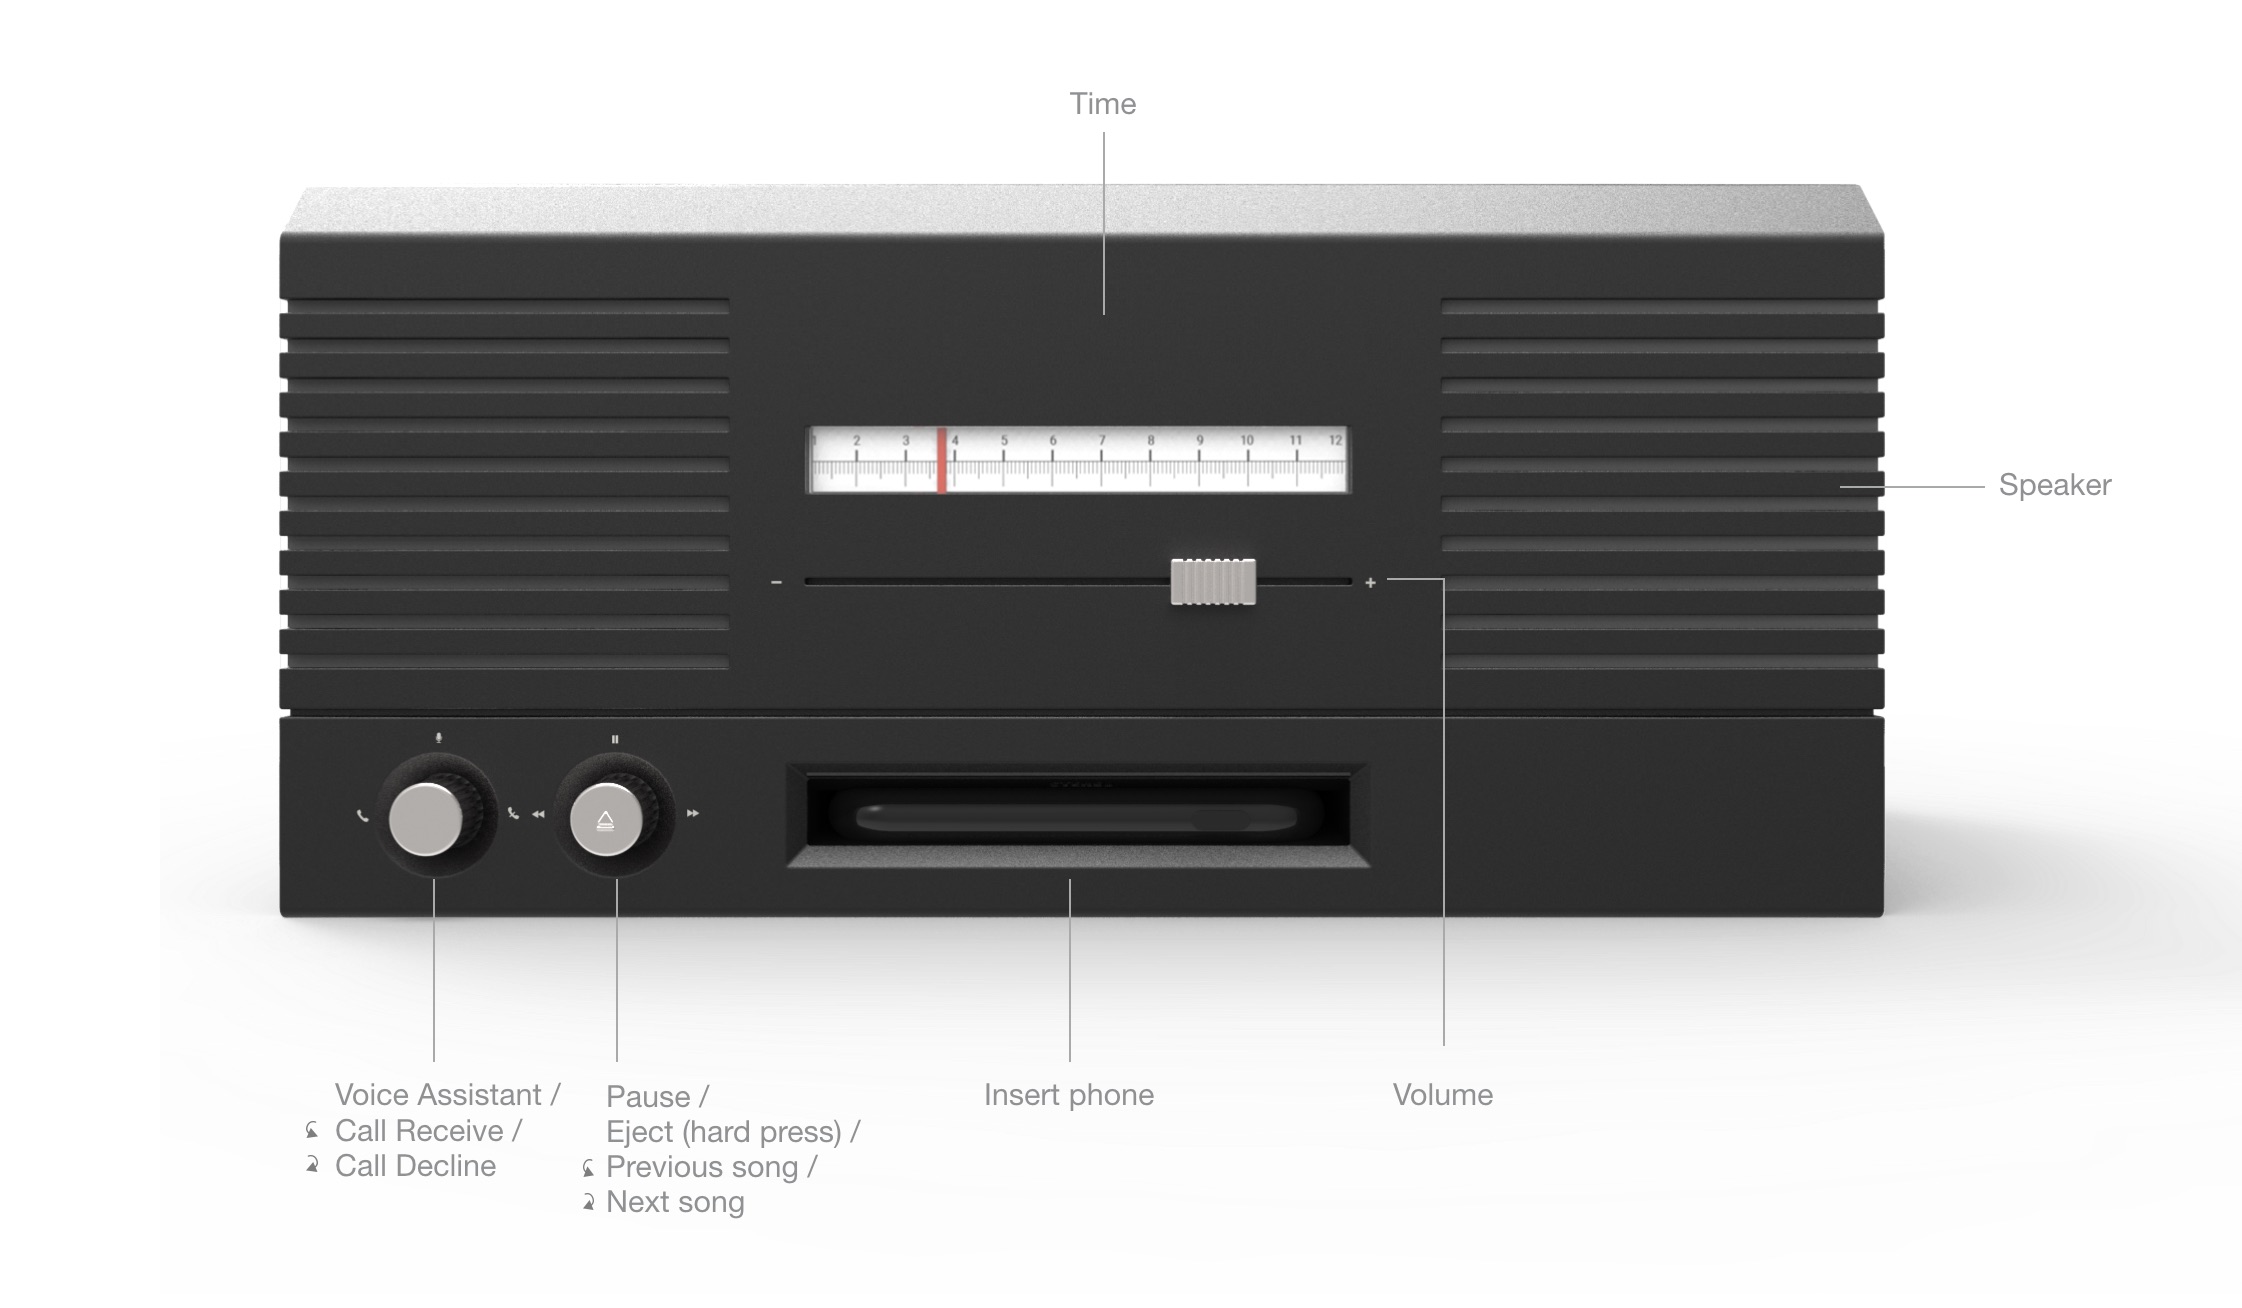 Time
1 2 3 4 5 6 7 8 9 10 11 12
Speaker
− +
Voice Assistant /
Call Receive /
Call Decline
Pause /
Eject (hard press) /
Previous song /
Next song
Insert phone
Volume